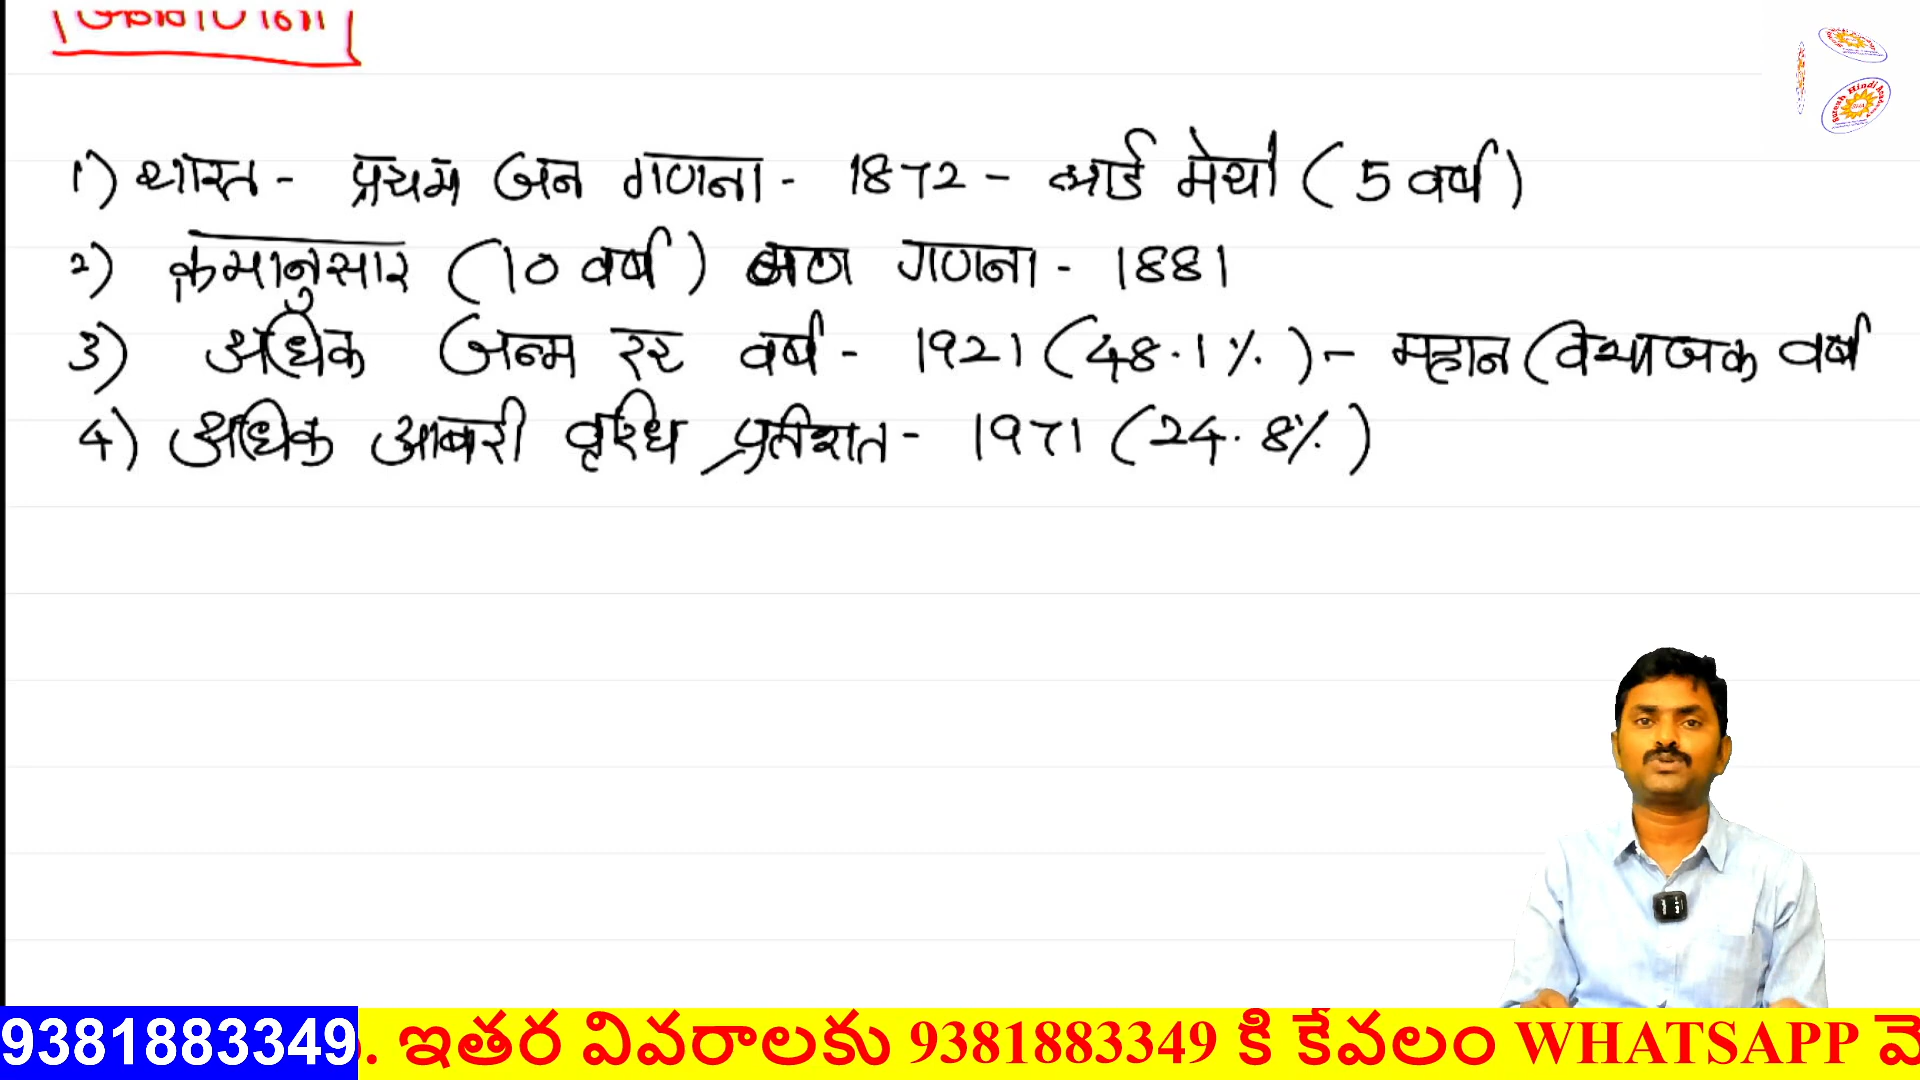 Suresh Hindi
1) भारत - प्रथम जन गणना - 1872 - लार्ड मेयो ( 5 वर्ष )
2) क्रमानुसार ( 10 वर्ष ) गणना - 1881
3) अधिक जन्म दर वर्ष - 1921 ( 48.1 % ) - महान विभाजक वर्ष
4) अधिक आबादी वृद्धि प्रतिशत - 1971 ( 24.8% )
9381883349 . ఇతర వివరాలకు 9381883349 కి కేవలం WHATSAPP